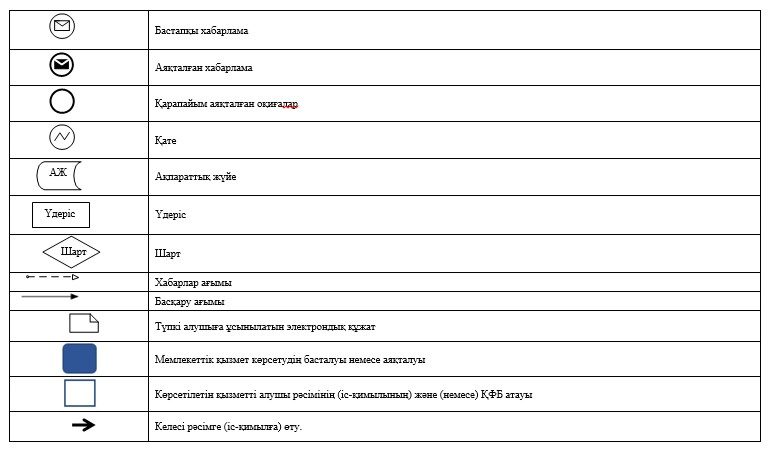 Бастапқы хабарлама
Аяқталған хабарлама
Қарапайым аяқталған оқиғадар
Қате
АЖ
Ақпараттық жүйе
Үдеріс
Үдеріс
Шарт
Шарт
Хабарлар ағымы
Басқару ағымы
Түпкі алушыға ұсынылатын электрондық құжат
Мемлекеттік қызмет көрсетудің басталуы немесе аяқталуы
Көрсетілетін қызметті алушы рәсімінің (іс-қимылының) және (немесе) ҚФБ атауы
Келесі рәсімге (іс-қимылға) өту.